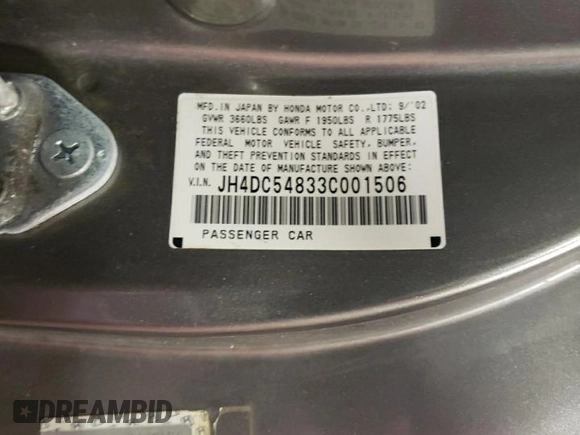 MFD.IN JAPAN BY HONDA MOTOR CO.,LTD: 9/'02
GVWR 3660LBS GAWR F 1950LBS R 1775LBS
THIS VEHICLE CONFORMS TO ALL APPLICABLE
FEDERAL MOTOR VEHICLE SAFETY, BUMPER,
AND THEFT PREVENTION STANDARDS IN EFFECT
ON THE DATE OF MANUFACTURE SHOWN ABOVE:
V.I.N. JH4DC54833C001506
PASSENGER CAR
DREAMBID